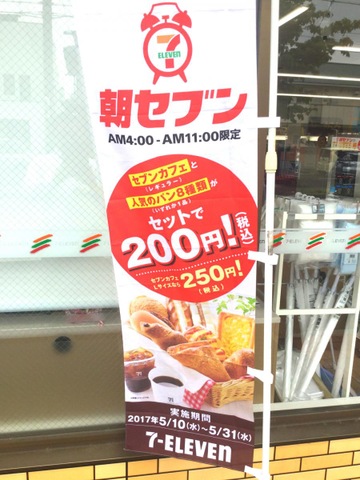 7
ELEVEN
朝セブン
AM4:00 - AM11:00限定
セブンカフェと
(レギュラー)
人気のパン8種類が
(いずれか1品)
セットで
200円!(税込)
セブンカフェ
Lサイズなら250円!
(税込)
実施期間
2017年5/10(水)～5/31(水)
7-ELEVEN